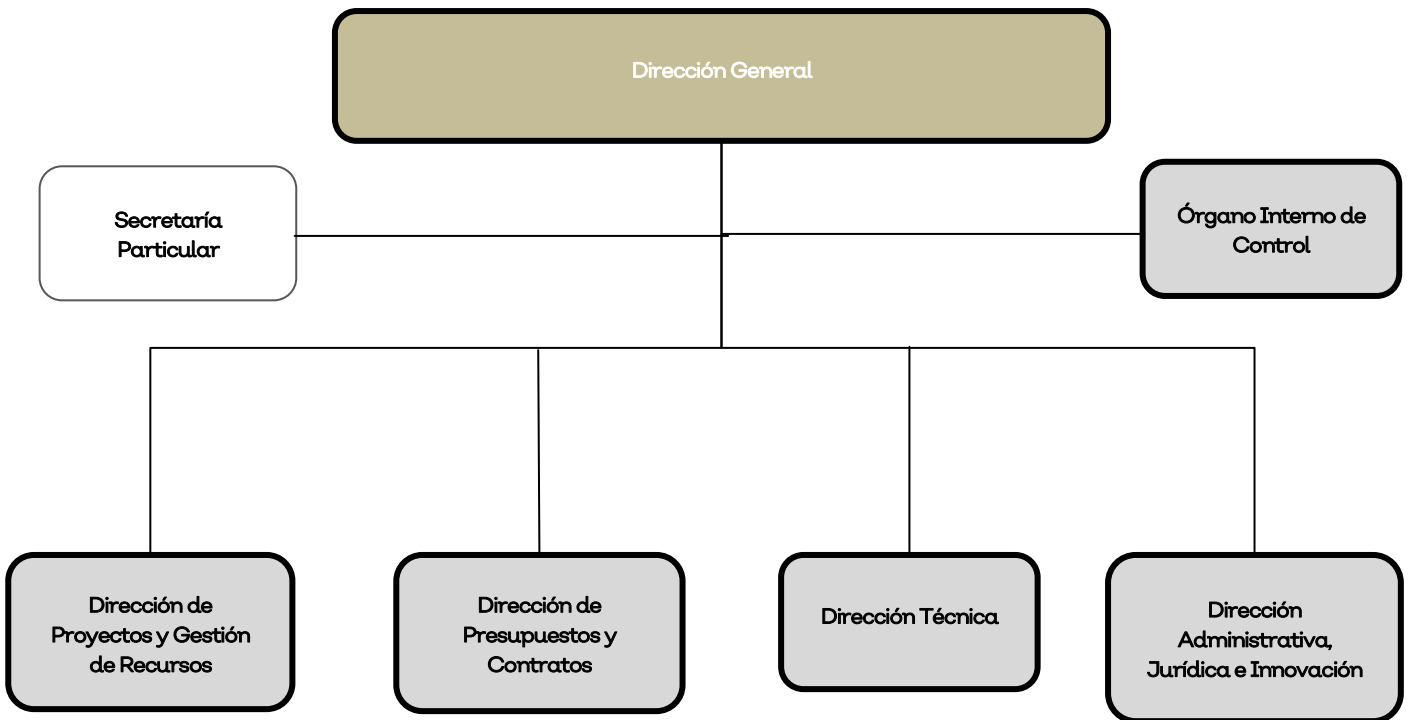 Dirección General
Secretaría
Particular
Órgano Interno de
Control
Dirección de
Proyectos y Gestión
de Recursos
Dirección de
Presupuestos y
Contratos
Dirección Técnica
Dirección
Administrativa,
Jurídica e Innovación